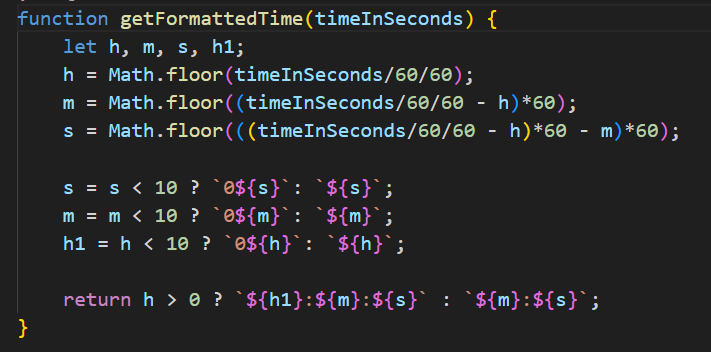 function getFormattedTime(timeInSeconds) {
    let h, m, s, h1;
    h = Math.floor(timeInSeconds/60/60);
    m = Math.floor((timeInSeconds/60/60 - h)*60);
    s = Math.floor(((timeInSeconds/60/60 - h)*60 - m)*60);

    s = s < 10 ? `0${s}`: `${s}`;
    m = m < 10 ? `0${m}`: `${m}`;
    h1 = h < 10 ? `0${h}`: `${h}`;

    return h > 0 ? `${h1}:${m}:${s}` : `${m}:${s}`;
}